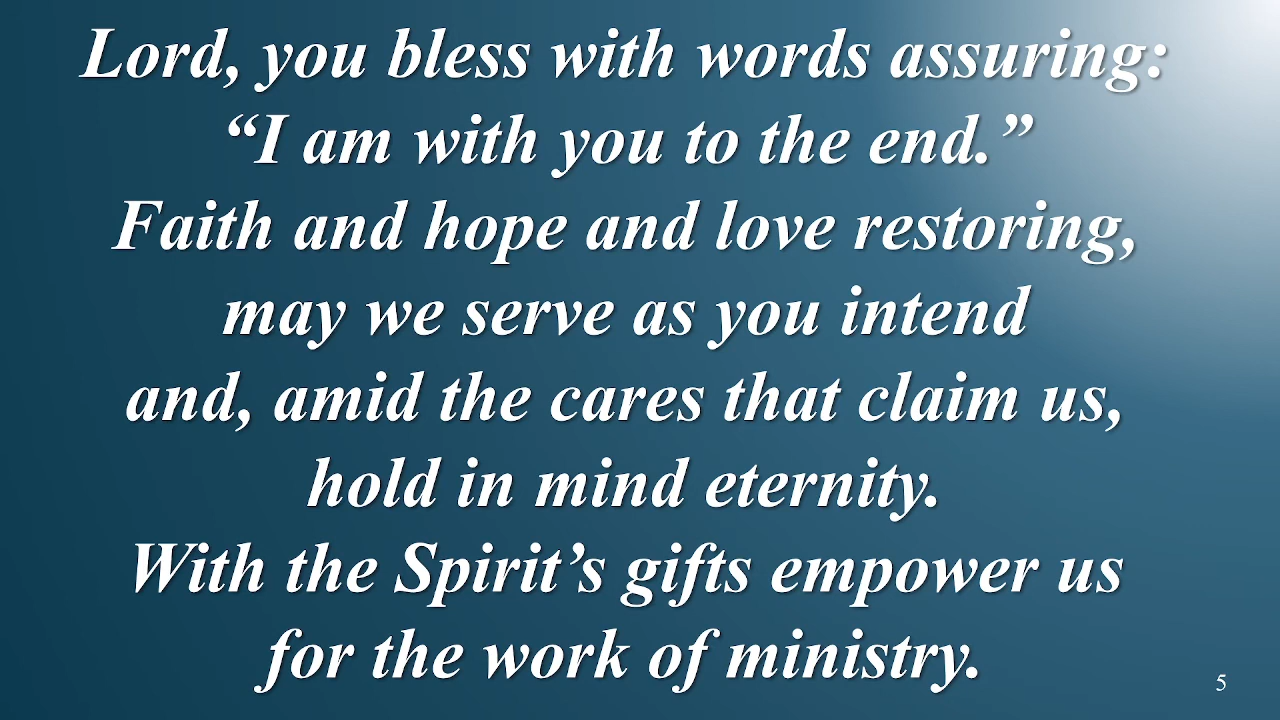 Lord, you bless with words assuring:
“I am with you to the end.”
Faith and hope and love restoring,
may we serve as you intend
and, amid the cares that claim us,
hold in mind eternity.
With the Spirit’s gifts empower us
for the work of ministry.
5